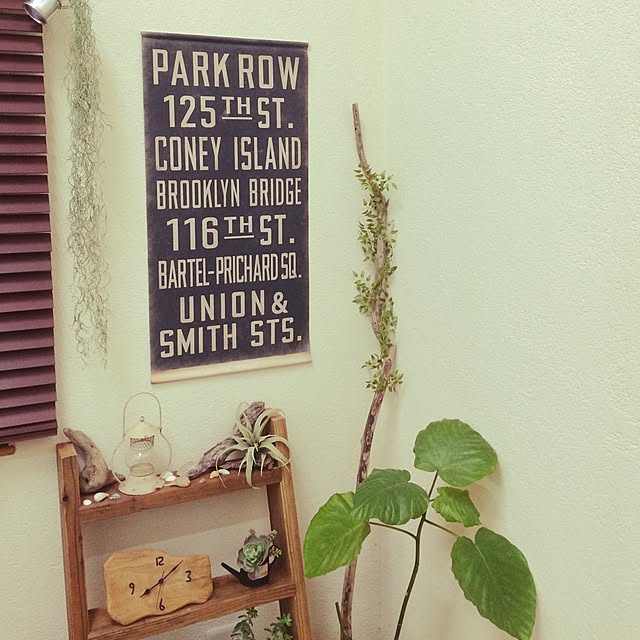 PARK ROW
125TH ST.
CONEY ISLAND
BROOKLYN BRIDGE
116TH ST.
BARTEL-PRICHARD SQ.
UNION &
SMITH STS.
12
9 3
6